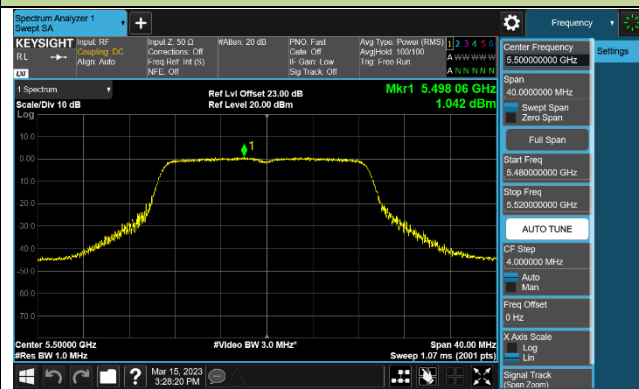 Spectrum Analyzer 1
Swept SA
+
Frequency
KEYSIGHT
RL
LXI
Input: RF
Coupling: DC
Align: Auto
Input Z: 50 Ω
Corrections: Off
Freq Ref: Int (S)
NFE: Off
#Atten: 20 dB
PNO: Fast
Gate: Off
IF Gain: Low
Sig Track: Off
Avg Type: Power (RMS)
Avg|Hold: 100/100
Trig: Free Run
1 2 3 4 5 6
A W W W W W
A N N N N N
1 Spectrum
Scale/Div 10 dB
Log
Ref Lvl Offset 23.00 dB
Ref Level 20.00 dBm
Mkr1 5.498 06 GHz
1.042 dBm
1
10.0
0.00
-10.0
-20.0
-30.0
-40.0
-50.0
-60.0
-70.0
Center 5.50000 GHz
#Res BW 1.0 MHz
#Video BW 3.0 MHz*
Span 40.00 MHz
Sweep 1.07 ms (2001 pts)
Center Frequency
5.500000000 GHz
Settings
Span
40.0000000 MHz
Swept Span
Zero Span
Full Span
Start Freq
5.480000000 GHz
Stop Freq
5.520000000 GHz
AUTO TUNE
CF Step
4.000000 MHz
Auto
Man
Freq Offset
0 Hz
X Axis Scale
Log
Lin
Signal Track
(Span Zoom)
?
Mar 15, 2023
3:28:20 PM